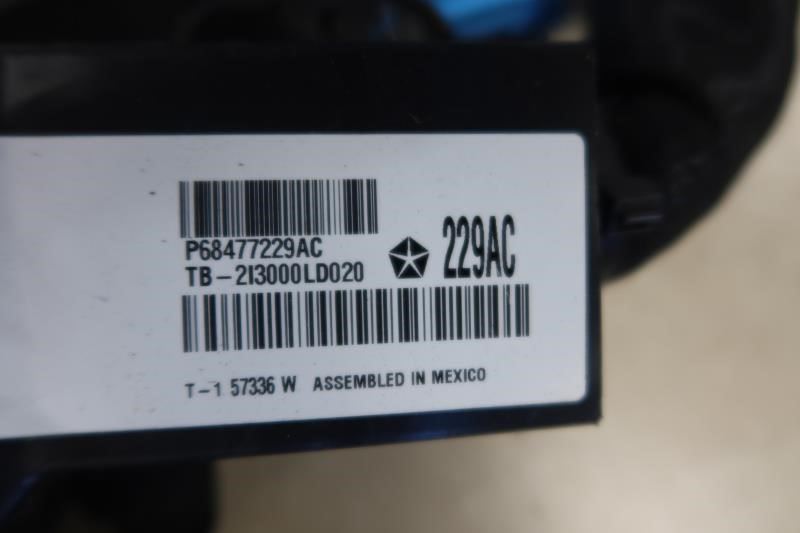 P68477229AC
TB-2I3000LD020
229AC
T-1 57336 W ASSEMBLED IN MEXICO